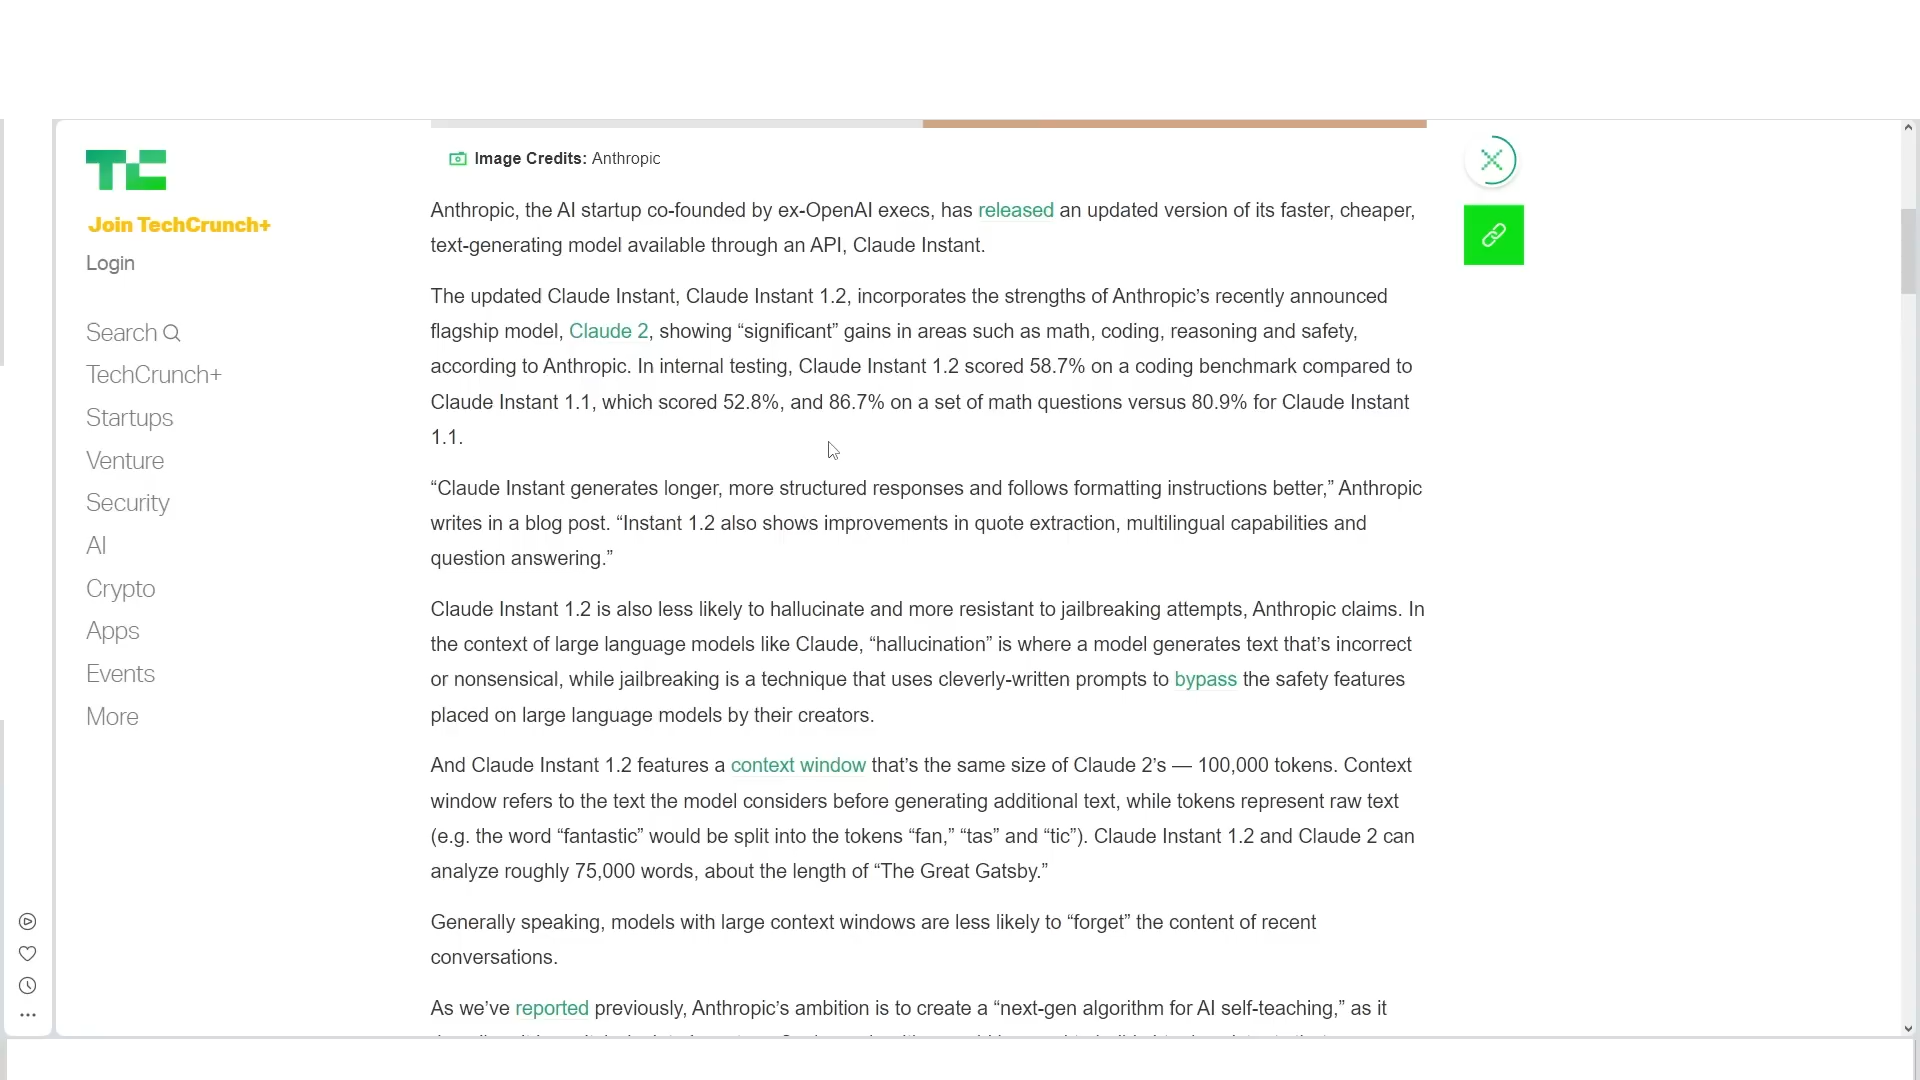 TC
Join TechCrunch+
Login
Search
TechCrunch+
Startups
Venture
Security
AI
Crypto
Apps
Events
More
Image Credits: Anthropic
Anthropic, the AI startup co-founded by ex-OpenAI execs, has released an updated version of its faster, cheaper,
text-generating model available through an API, Claude Instant.
The updated Claude Instant, Claude Instant 1.2, incorporates the strengths of Anthropic’s recently announced
flagship model, Claude 2, showing “significant” gains in areas such as math, coding, reasoning and safety,
according to Anthropic. In internal testing, Claude Instant 1.2 scored 58.7% on a coding benchmark compared to
Claude Instant 1.1, which scored 52.8%, and 86.7% on a set of math questions versus 80.9% for Claude Instant
1.1.
“Claude Instant generates longer, more structured responses and follows formatting instructions better,” Anthropic
writes in a blog post. “Instant 1.2 also shows improvements in quote extraction, multilingual capabilities and
question answering.”
Claude Instant 1.2 is also less likely to hallucinate and more resistant to jailbreaking attempts, Anthropic claims. In
the context of large language models like Claude, “hallucination” is where a model generates text that’s incorrect
or nonsensical, while jailbreaking is a technique that uses cleverly-written prompts to bypass the safety features
placed on large language models by their creators.
And Claude Instant 1.2 features a context window that’s the same size of Claude 2’s — 100,000 tokens. Context
window refers to the text the model considers before generating additional text, while tokens represent raw text
(e.g. the word “fantastic” would be split into the tokens “fan,” “tas” and “tic”). Claude Instant 1.2 and Claude 2 can
analyze roughly 75,000 words, about the length of “The Great Gatsby.”
Generally speaking, models with large context windows are less likely to “forget” the content of recent
conversations.
As we’ve reported previously, Anthropic’s ambition is to create a “next-gen algorithm for AI self-teaching,” as it